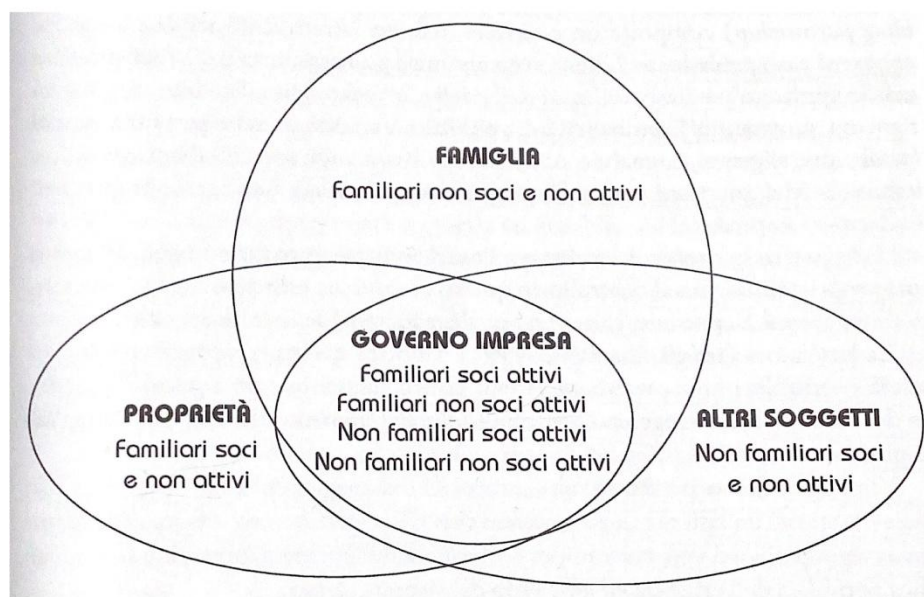 FAMIGLIA
Familiari non soci e non attivi
GOVERNO IMPRESA
Familiari soci attivi
Familiari non soci attivi
Non familiari soci attivi
Non familiari non soci attivi
PROPRIETÀ
Familiari soci
e non attivi
ALTRI SOGGETTI
Non familiari soci
e non attivi